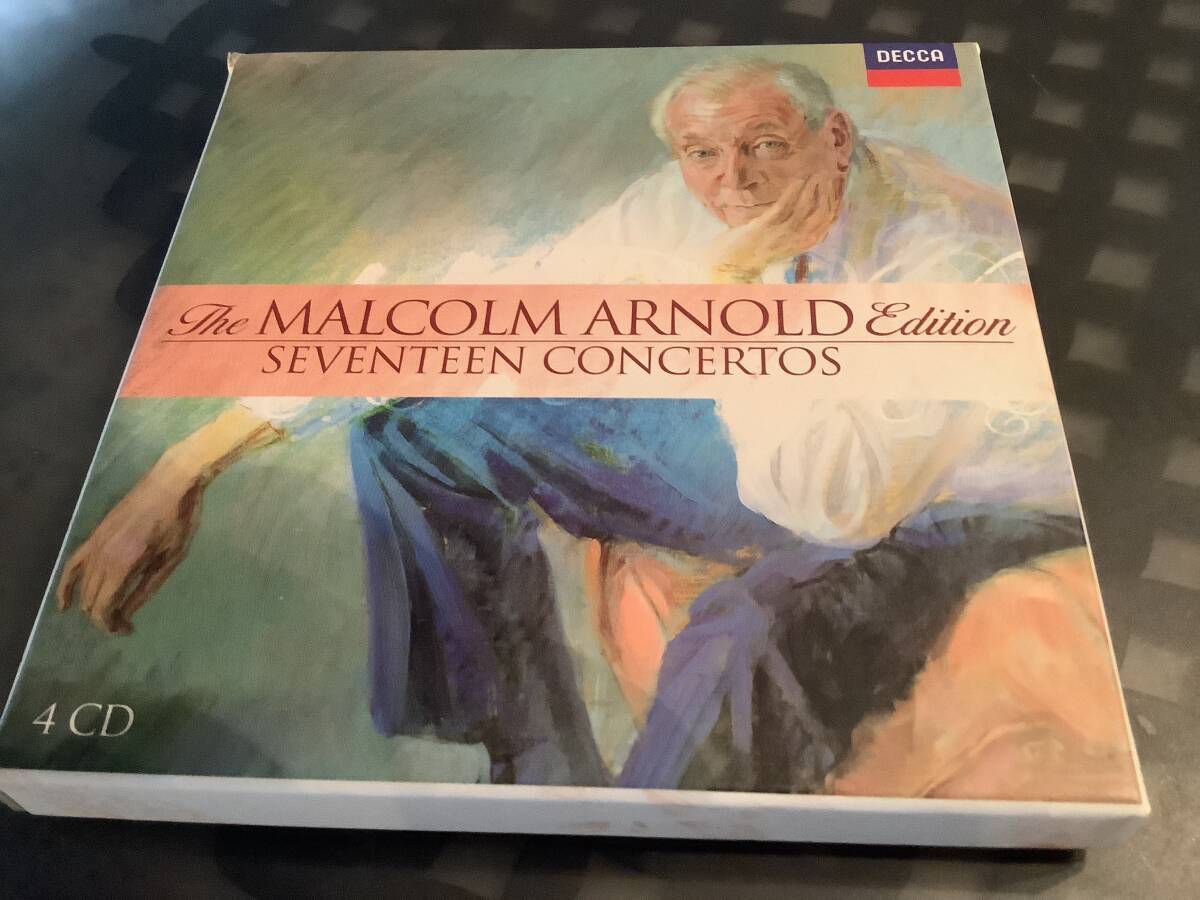 DECCA
The MALCOLM ARNOLD Edition
SEVENTEEN CONCERTOS
4 CD